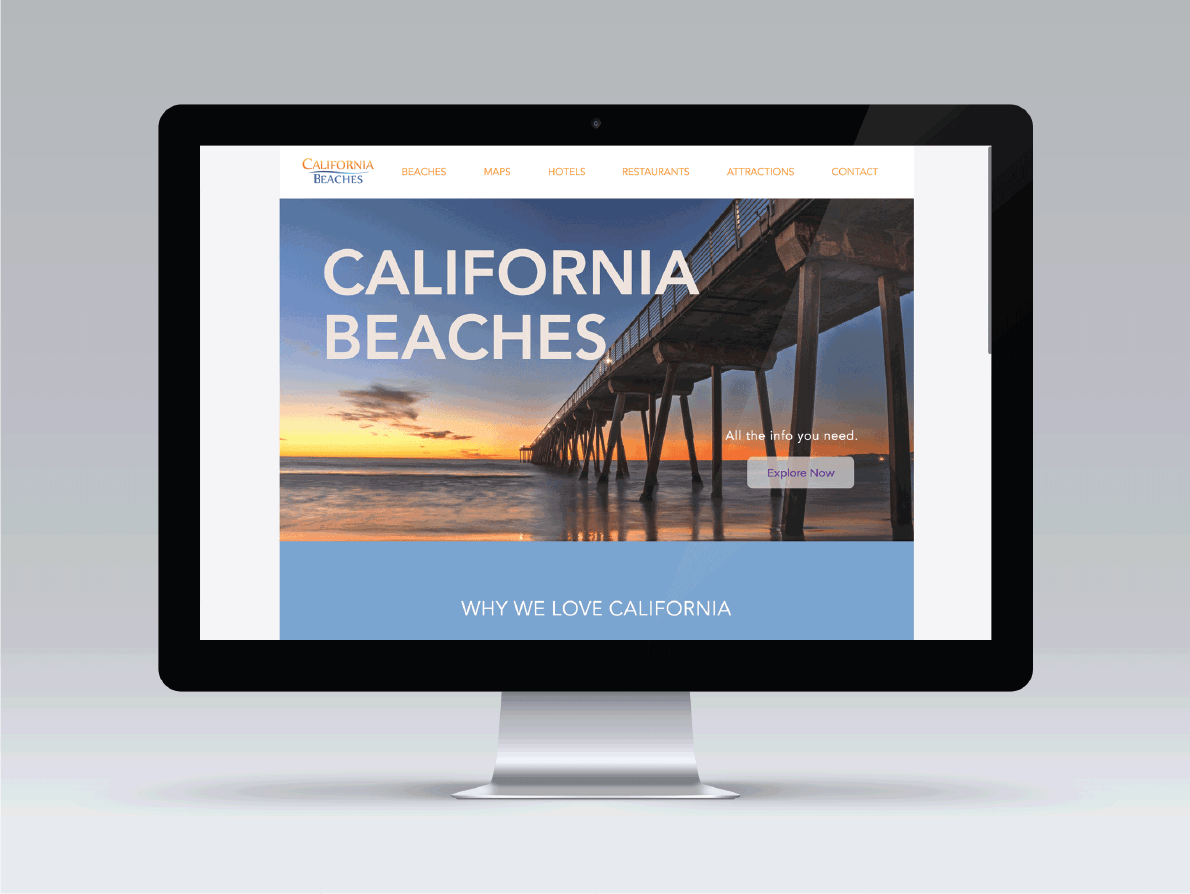 CALIFORNIA
BEACHES
BEACHES MAPS HOTELS RESTAURANTS ATTRACTIONS CONTACT
CALIFORNIA
BEACHES
All the info you need.
Explore Now
WHY WE LOVE CALIFORNIA